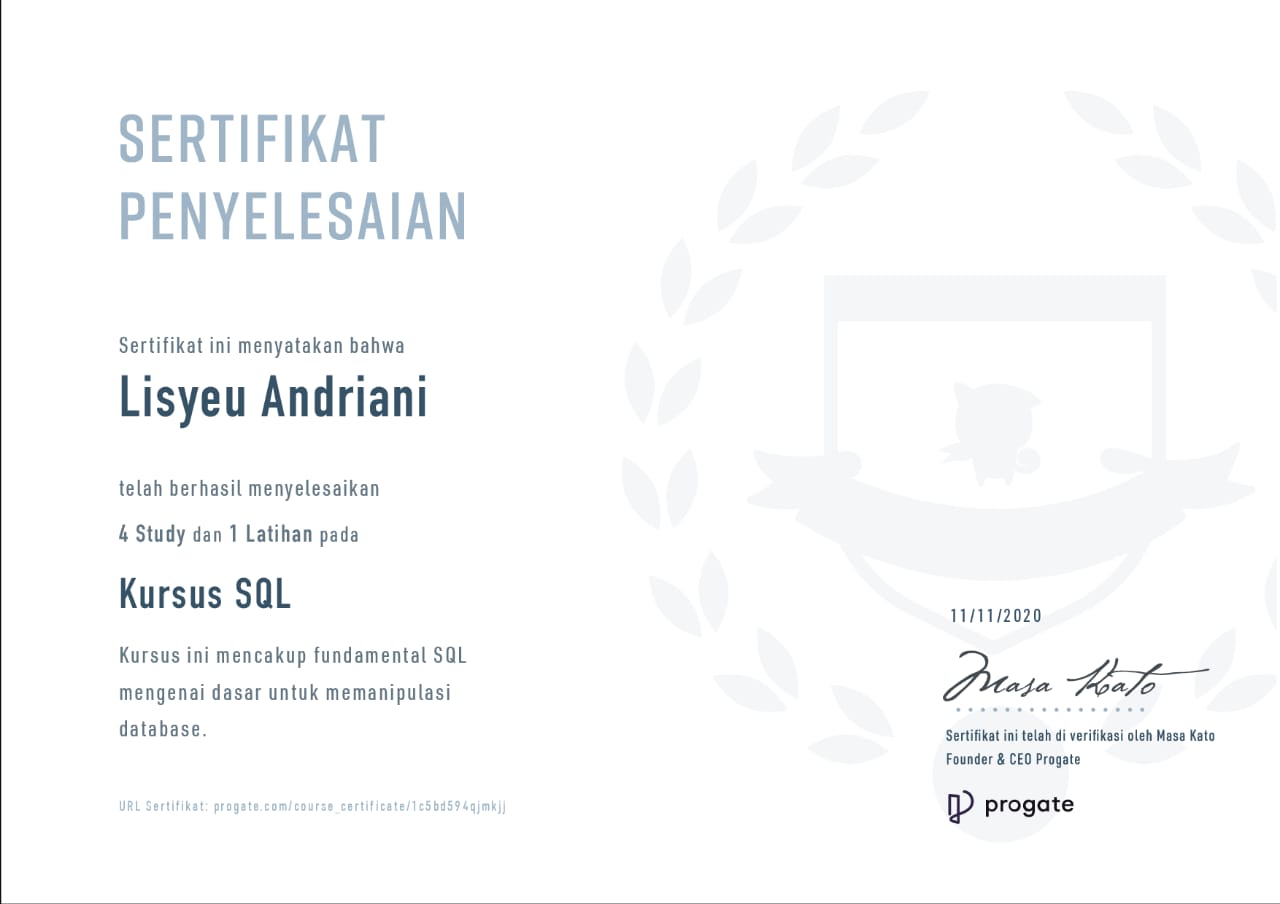 SERTIFIKAT
PENYELESAIAN
Sertifikat ini menyatakan bahwa
Lisyeu Andriani
telah berhasil menyelesaikan
4 Study dan 1 Latihan pada
Kursus SQL
Kursus ini mencakup fundamental SQL
mengenai dasar untuk memanipulasi
database.
URL Sertifikat: progate.com/course_certificate/1c5bd594qjmkjj
11/11/2020
Masa Kato
Sertifikat ini telah di verifikasi oleh Masa Kato
Founder & CEO Progate
progate